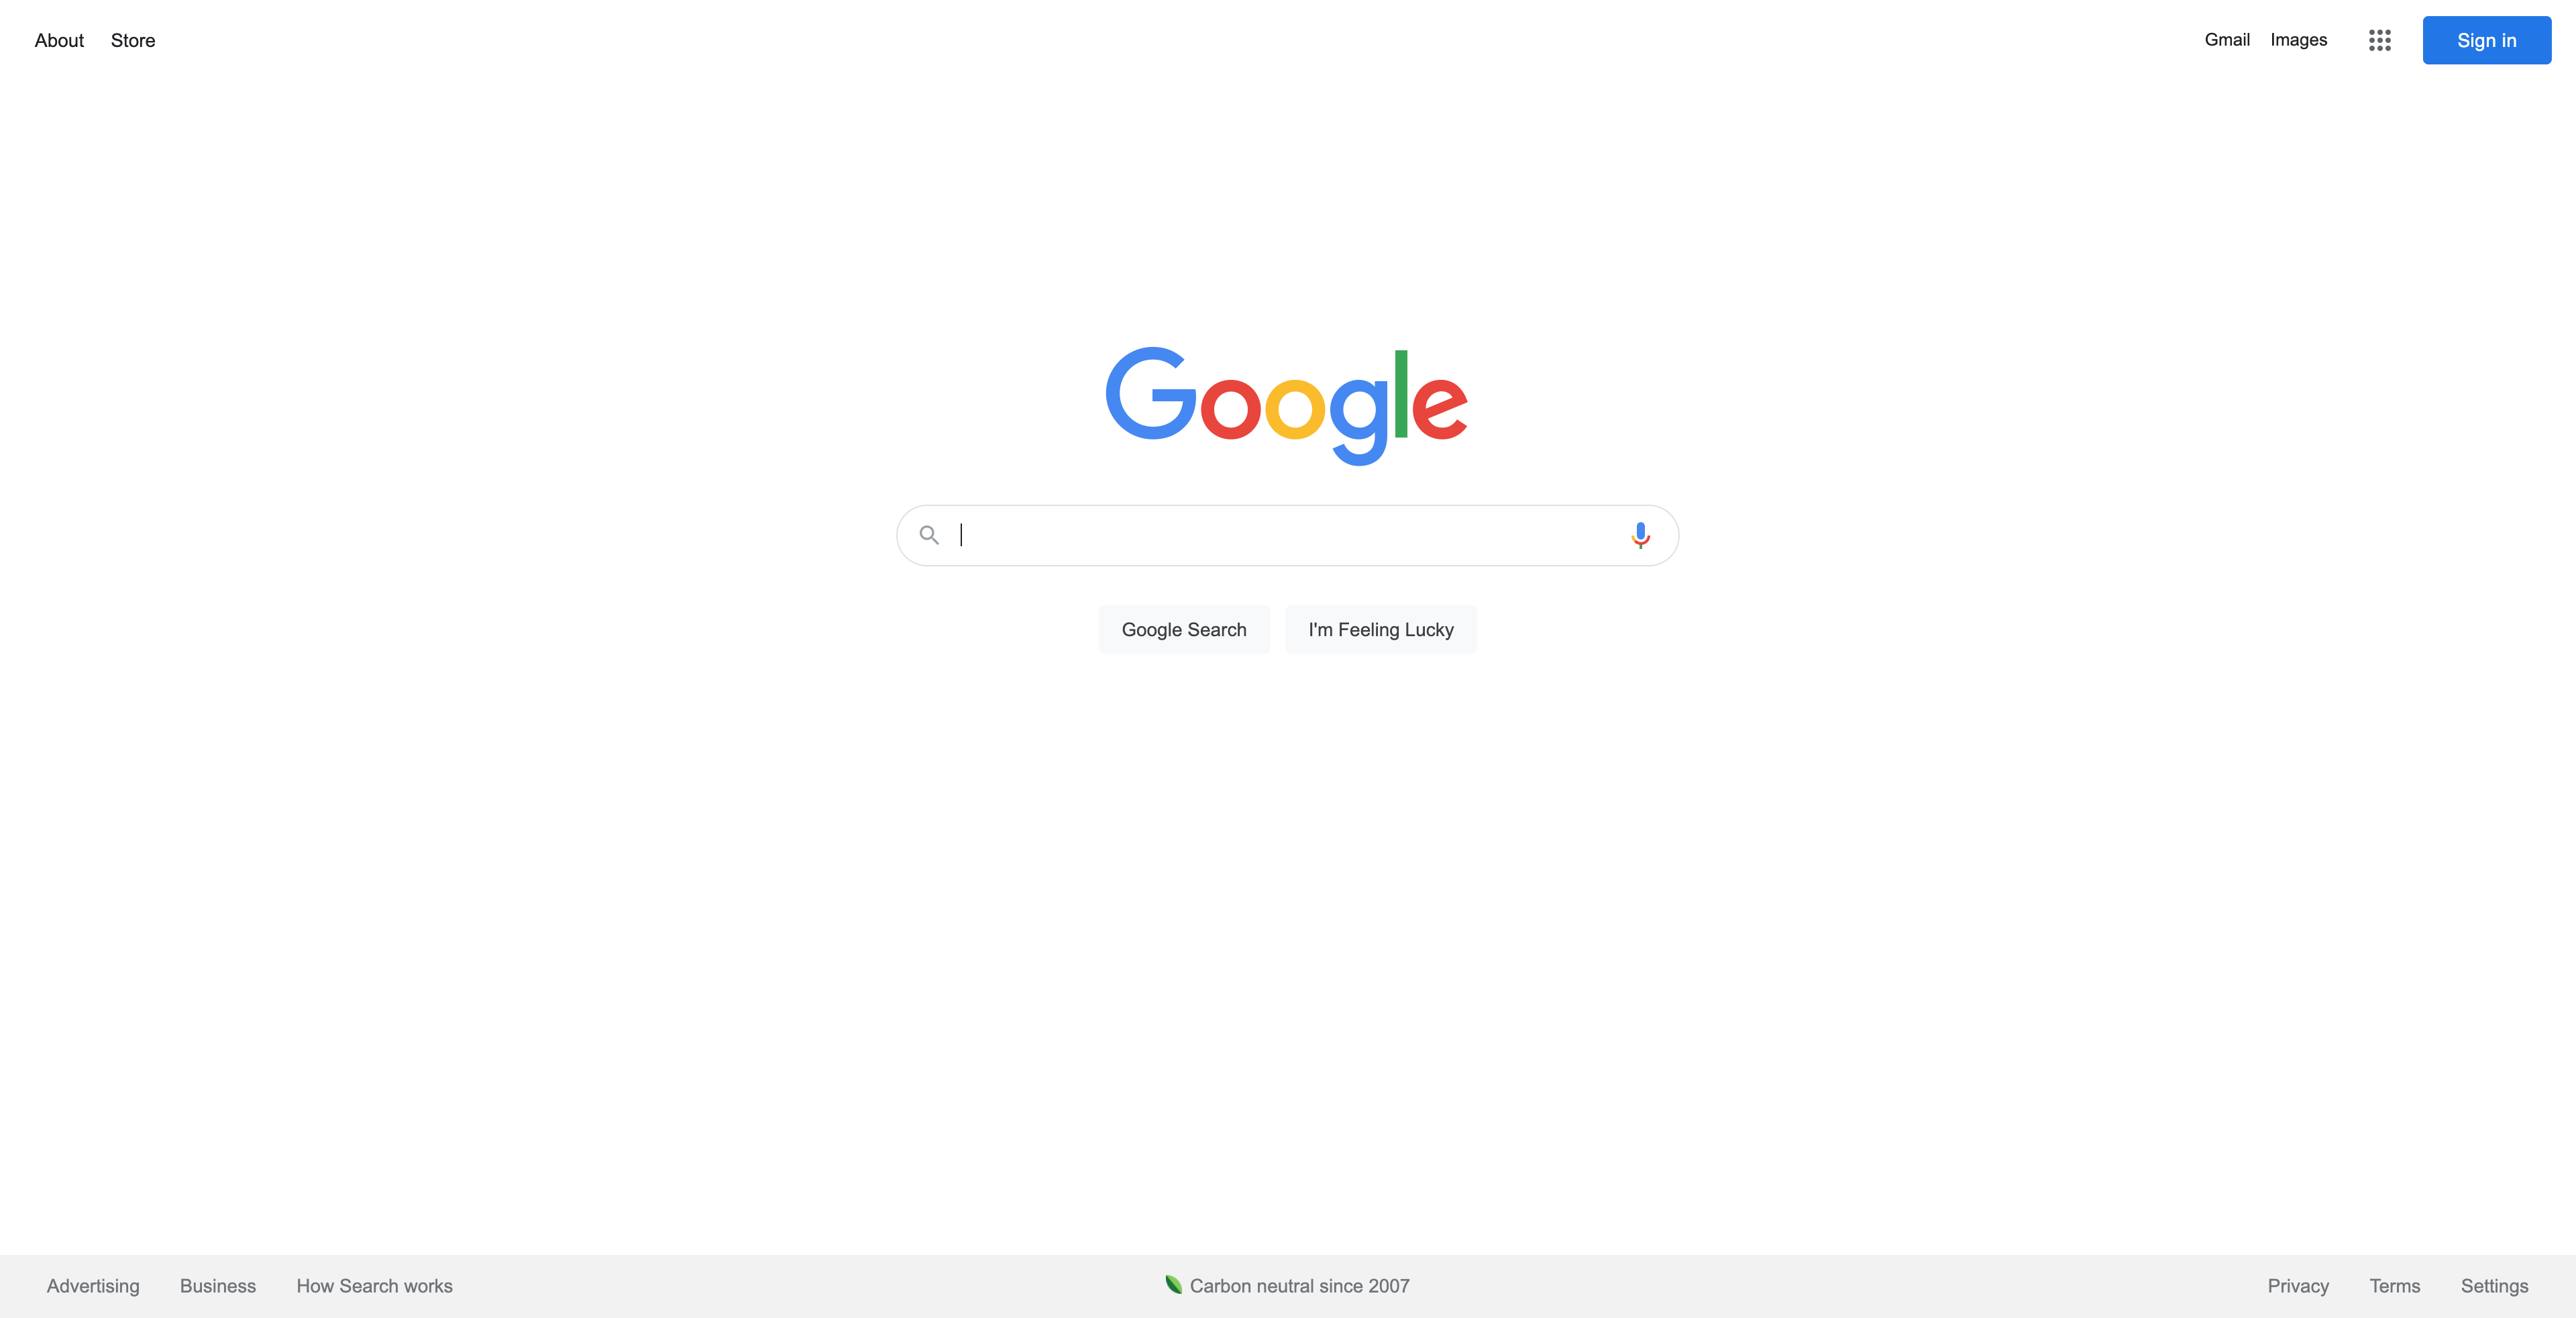 About Store Gmail Images Sign in
Google
Google Search I'm Feeling Lucky
Advertising Business How Search works Carbon neutral since 2007 Privacy Terms Settings